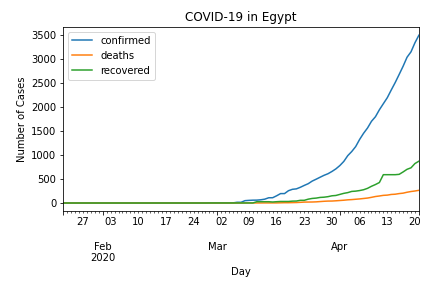 COVID-19 in Egypt
confirmed
deaths
recovered
Number of Cases
3500
3000
2500
2000
1500
1000
500
0
27 03 10 17 24 02 09 16 23 30 06 13 20
Feb Mar Apr
2020
Day